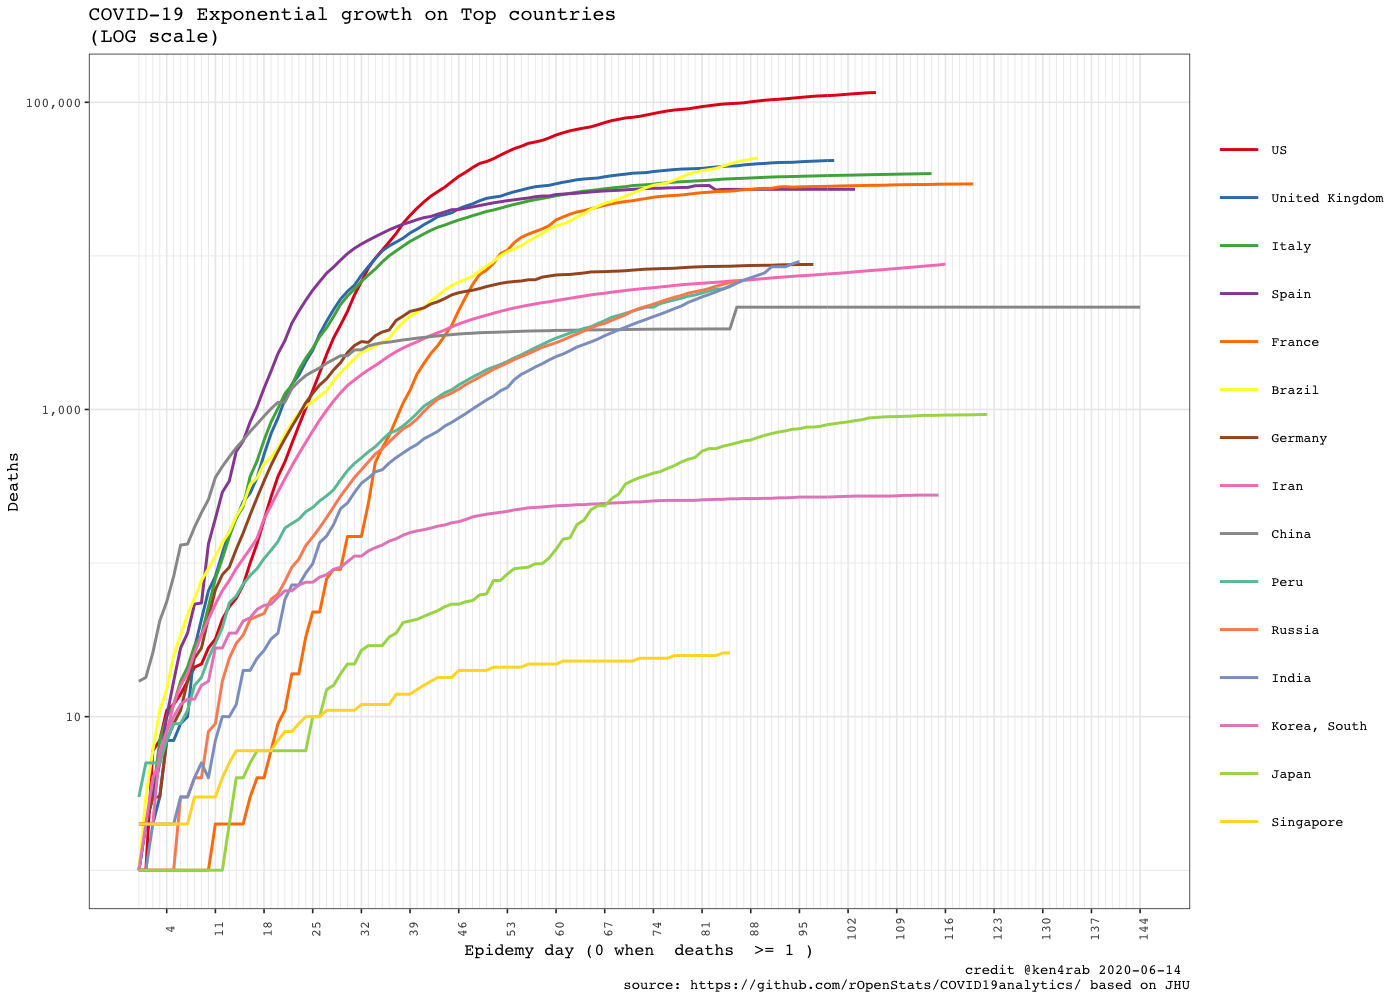 COVID-19 Exponential growth on Top countries
(LOG scale)
100,000
1,000
10
Deaths
4 11 18 25 32 39 46 53 60 67 74 81 88 95 102 109 116 123 130 137 144
Epidemy day (0 when  deaths  >= 1 )
US
United Kingdom
Italy
Spain
France
Brazil
Germany
Iran
China
Peru
Russia
India
Korea, South
Japan
Singapore
credit @ken4rab 2020-06-14
source: https://github.com/rOpenStats/COVID19analytics/ based on JHU